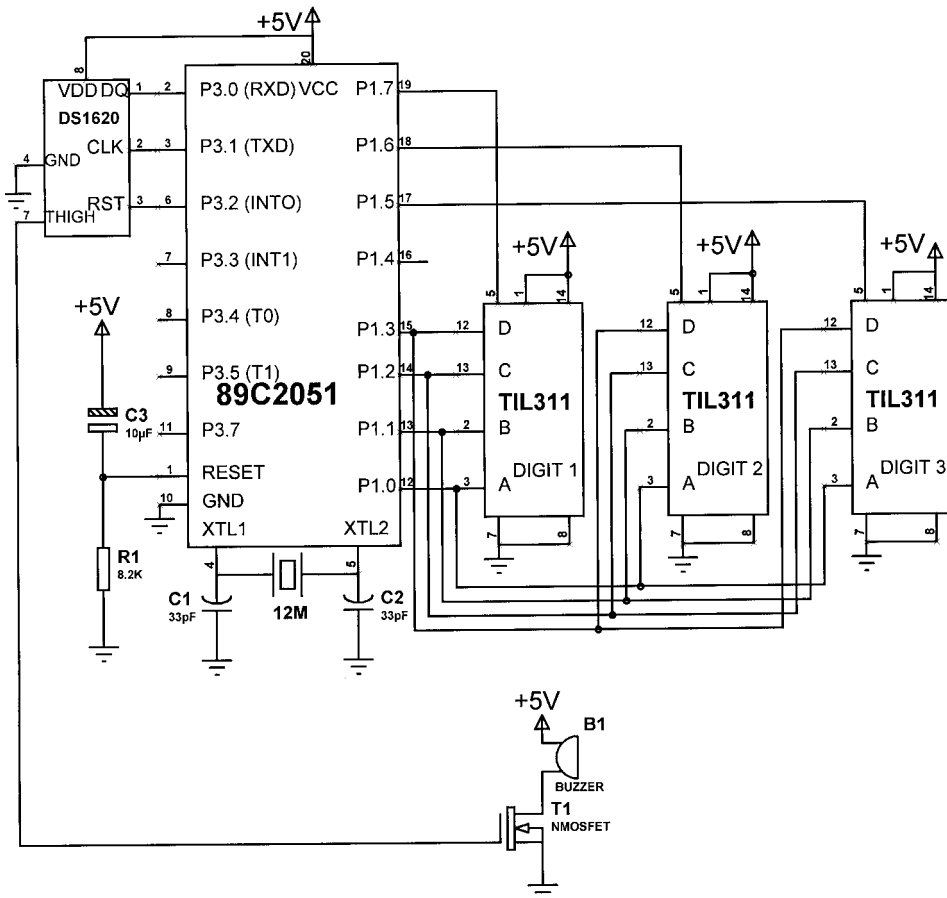 +5V
20
8
VDD DQ
1
2
P3.0 (RXD)
VCC
P1.7
19
DS1620
CLK
2
3
P3.1 (TXD)
P1.6
18
4
GND
RST
3
6
P3.2 (INTO)
P1.5
17
7
THIGH
7
P3.3 (INT1)
P1.4
16
+5V
+5V
+5V
5
1
14
5
1
14
5
1
14
+5V
8
P3.4 (T0)
P1.3
15
12
D
12
D
12
D
9
P3.5 (T1)
P1.2
14
13
C
13
C
13
C
89C2051
TIL311
TIL311
TIL311
C3
10µF
11
P3.7
P1.1
13
2
B
2
B
2
B
1
RESET
DIGIT 1
DIGIT 2
DIGIT 3
10
GND
P1.0
12
3
A
3
A
3
A
XTL1
XTL2
7
8
7
8
7
8
R1
8.2K
4
5
C1
33pF
12M
C2
33pF
+5V
B1
BUZZER
T1
NMOSFET